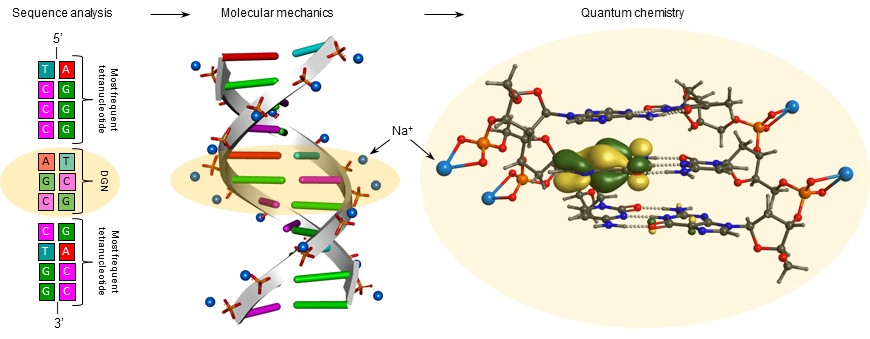 Sequence analysis
Molecular mechanics
Quantum chemistry
5’
T A
C G
C G
C G
Most frequent
tetranucleotide
A T
G C
C G
DGN
C G
T A
G C
G C
Most frequent
tetranucleotide
3’
Na+